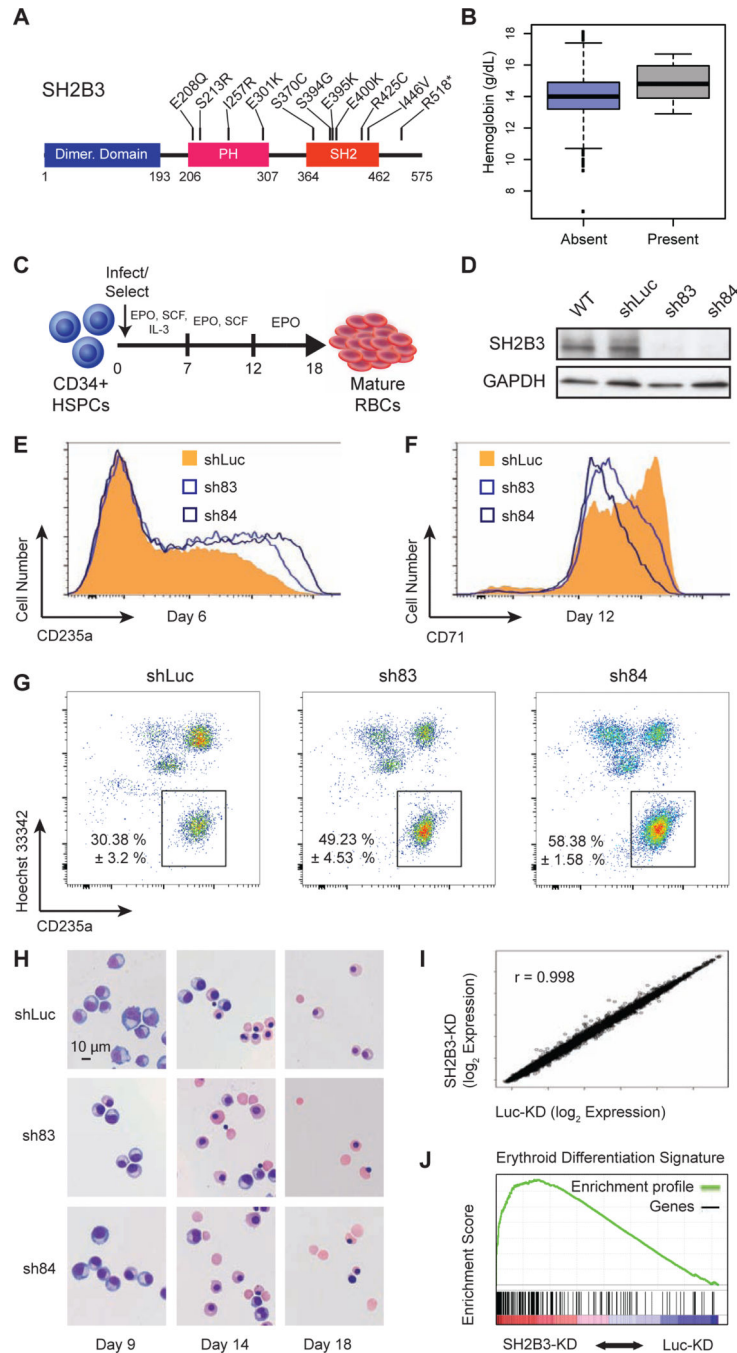 A
SH2B3
E208Q
S213R
I257R
E301K
S370C
S394G
E395K
E400K
R425C
I446V
R518*
Dimer. Domain
PH
SH2
1
193
206
307
364
462
575
B
Hemoglobin (g/dL)
18
16
14
12
10
8
Absent
Present
C
Infect/
Select
EPO, SCF,
IL-3
EPO, SCF
EPO
0
7
12
18
CD34+
HSPCs
Mature
RBCs
D
WT
shLuc
sh83
sh84
SH2B3
GAPDH
E
shLuc
sh83
sh84
Cell Number
CD235a
Day 6
F
shLuc
sh83
sh84
Cell Number
CD71
Day 12
G
shLuc
sh83
sh84
30.38 %
± 3.2 %
49.23 %
± 4.53 %
58.38 %
± 1.58 %
Hoechst 33342
CD235a
H
shLuc
10 µm
sh83
sh84
Day 9
Day 14
Day 18
I
r = 0.998
SH2B3-KD
(log2 Expression)
Luc-KD (log2 Expression)
J
Erythroid Differentiation Signature
Enrichment profile
Genes
Enrichment Score
SH2B3-KD
Luc-KD